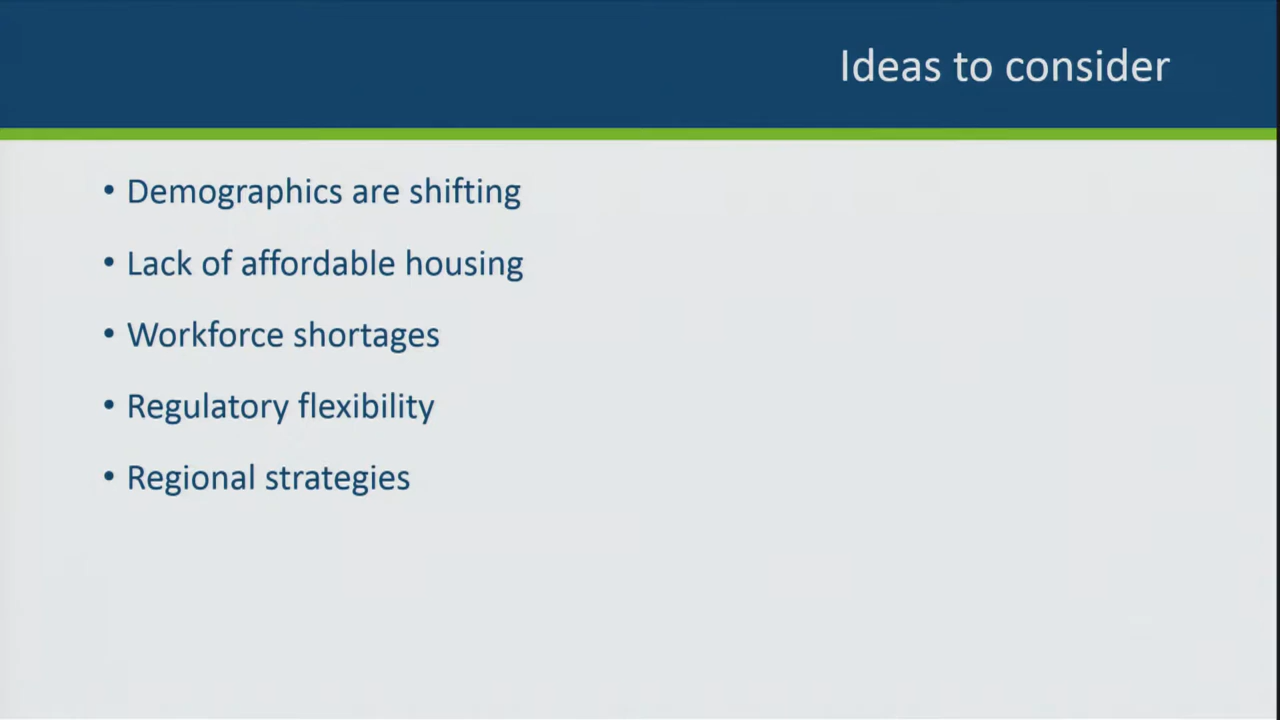 Ideas to consider
• Demographics are shifting
• Lack of affordable housing
• Workforce shortages
• Regulatory flexibility
• Regional strategies